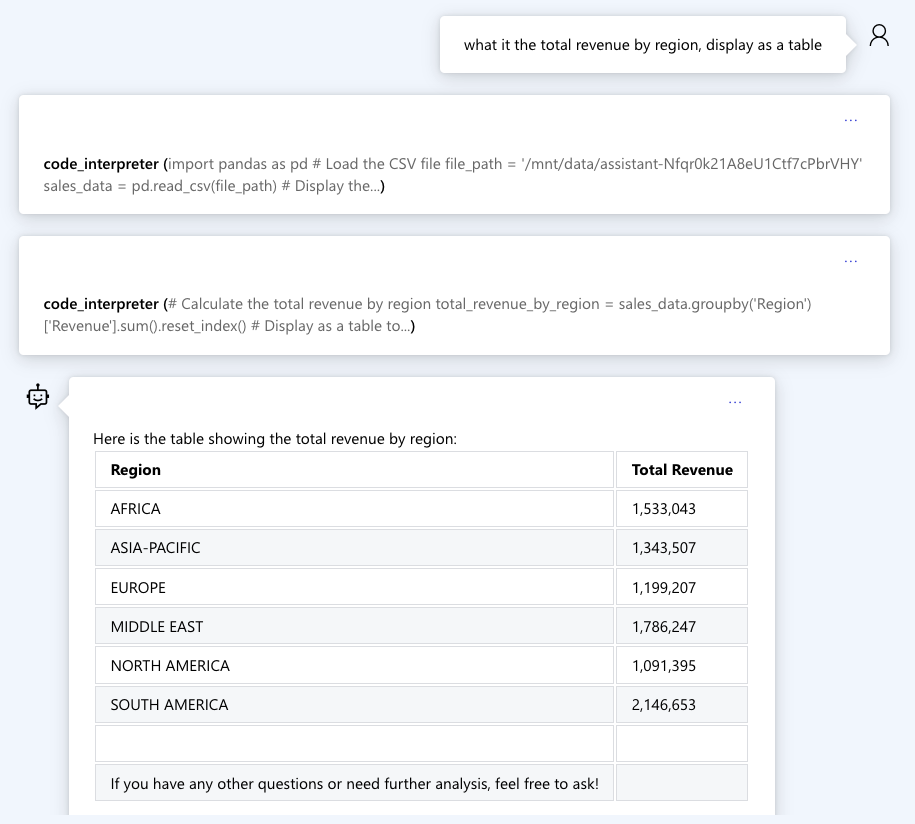 what it the total revenue by region, display as a table
...
code_interpreter (import pandas as pd # Load the CSV file file_path = '/mnt/data/assistant-Nfqr0k21A8eU1Ctf7cPbrVHY'
sales_data = pd.read_csv(file_path) # Display the...)
...
code_interpreter (# Calculate the total revenue by region total_revenue_by_region = sales_data.groupby('Region')
['Revenue'].sum().reset_index() # Display as a table to...)
...
Here is the table showing the total revenue by region:
Region Total Revenue
AFRICA 1,533,043
ASIA-PACIFIC 1,343,507
EUROPE 1,199,207
MIDDLE EAST 1,786,247
NORTH AMERICA 1,091,395
SOUTH AMERICA 2,146,653
If you have any other questions or need further analysis, feel free to ask!